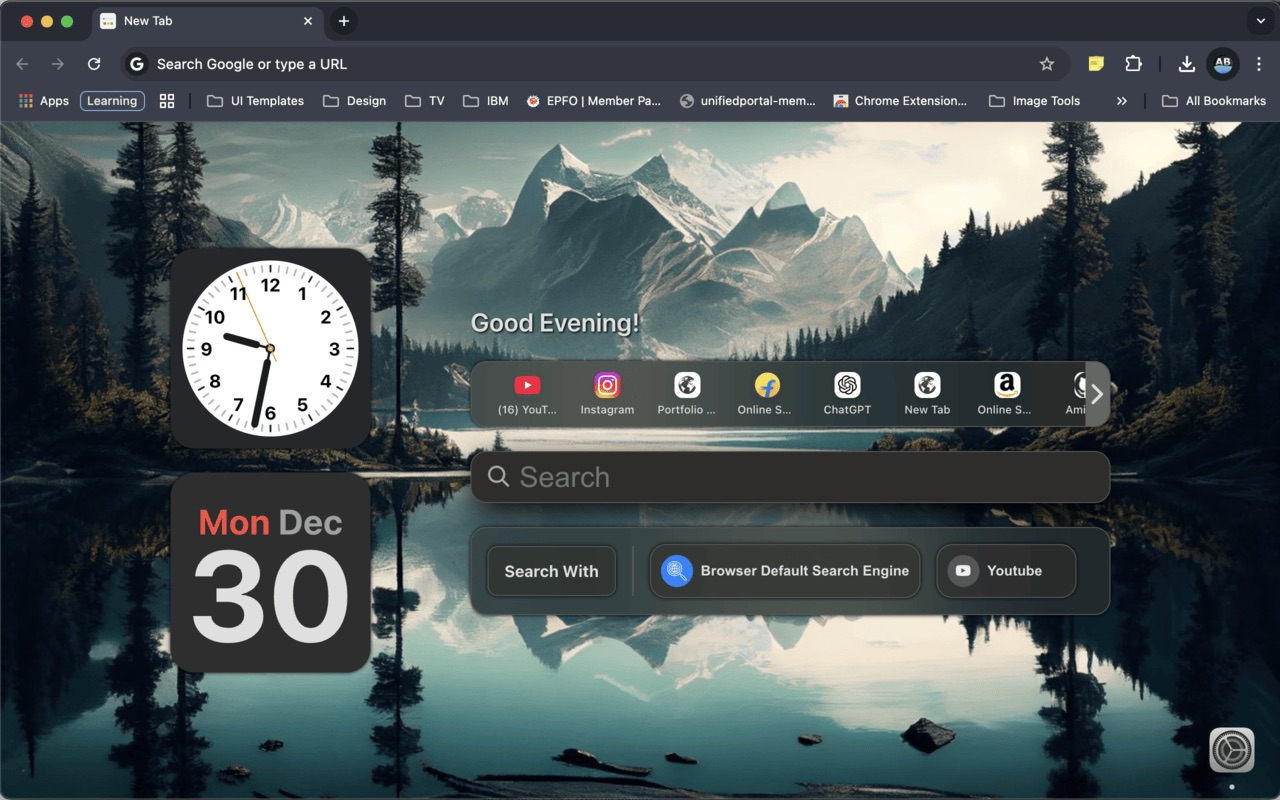 New Tab
Search Google or type a URL
AB
Apps
Learning
UI Templates
Design
TV
IBM
EPFO | Member Pa...
unifiedportal-mem...
Chrome Extension...
Image Tools
All Bookmarks
12
1
2
3
4
5
6
7
8
9
10
11
Good Evening!
(16) YouT...
Instagram
Portfolio ...
Online S...
ChatGPT
New Tab
Online S...
Ami
Search
Mon Dec
30
Search With
Browser Default Search Engine
Youtube